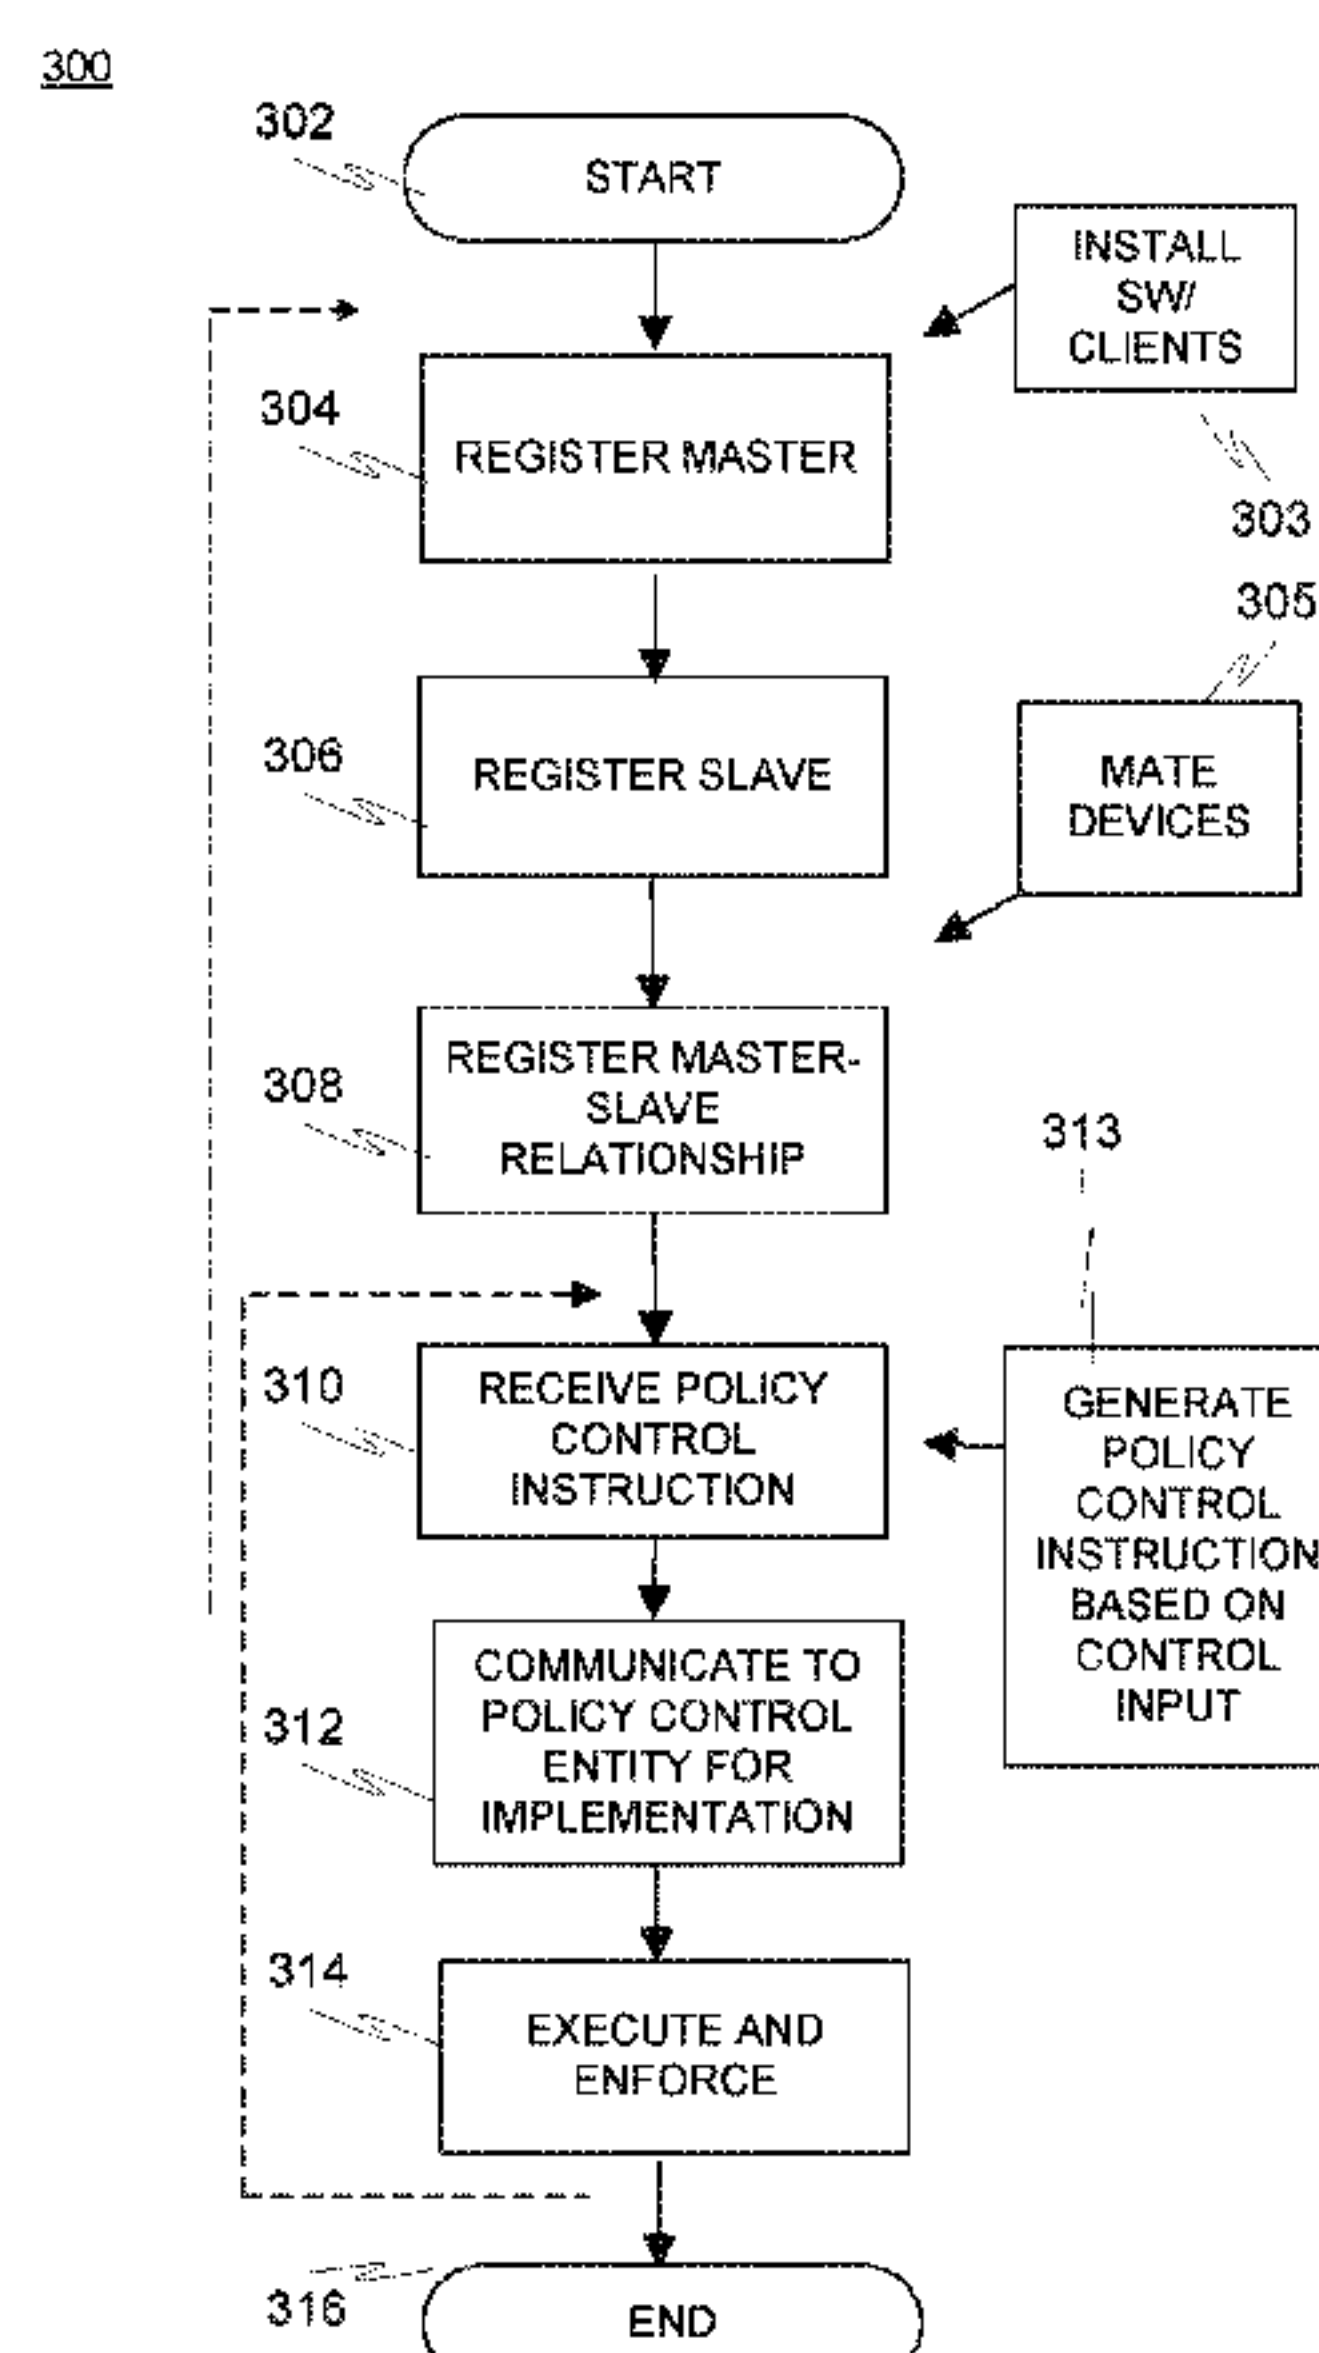 300
302
START
INSTALL
SW/
CLIENTS
303
304
REGISTER MASTER
305
306
REGISTER SLAVE
MATE
DEVICES
308
REGISTER MASTER-
SLAVE
RELATIONSHIP
313
310
RECEIVE POLICY
CONTROL
INSTRUCTION
GENERATE
POLICY
CONTROL
INSTRUCTION
BASED ON
CONTROL
INPUT
312
COMMUNICATE TO
POLICY CONTROL
ENTITY FOR
IMPLEMENTATION
314
EXECUTE AND
ENFORCE
316
END